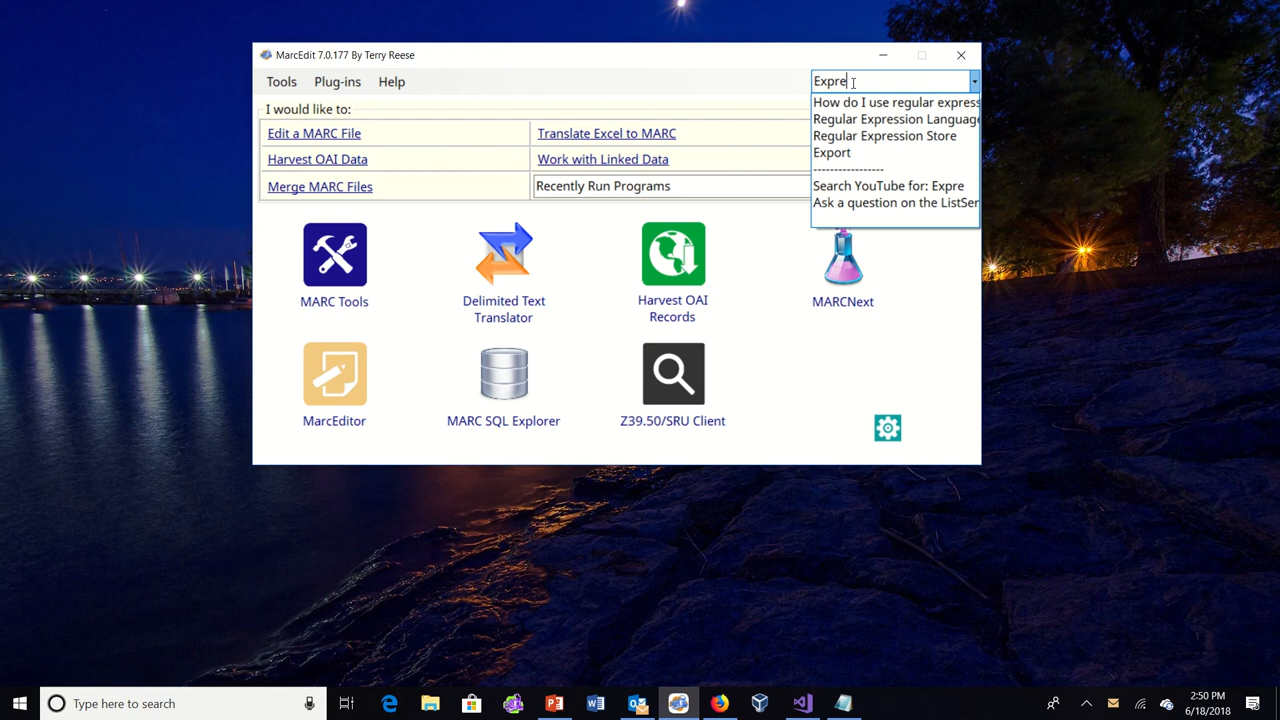 MarcEdit 7.0.177 By Terry Reese
Tools Plug-ins Help
Expre
I would like to:
How do I use regular express
Regular Expression Language
Regular Expression Store
Export
-----------------
Search YouTube for: Expre
Ask a question on the ListSer
Edit a MARC File
Translate Excel to MARC
Harvest OAI Data
Work with Linked Data
Merge MARC Files
Recently Run Programs
MARC Tools
Delimited Text
Translator
Harvest OAI
Records
MARCNext
MarcEditor
MARC SQL Explorer
Z39.50/SRU Client
Type here to search
2:50 PM
6/18/2018